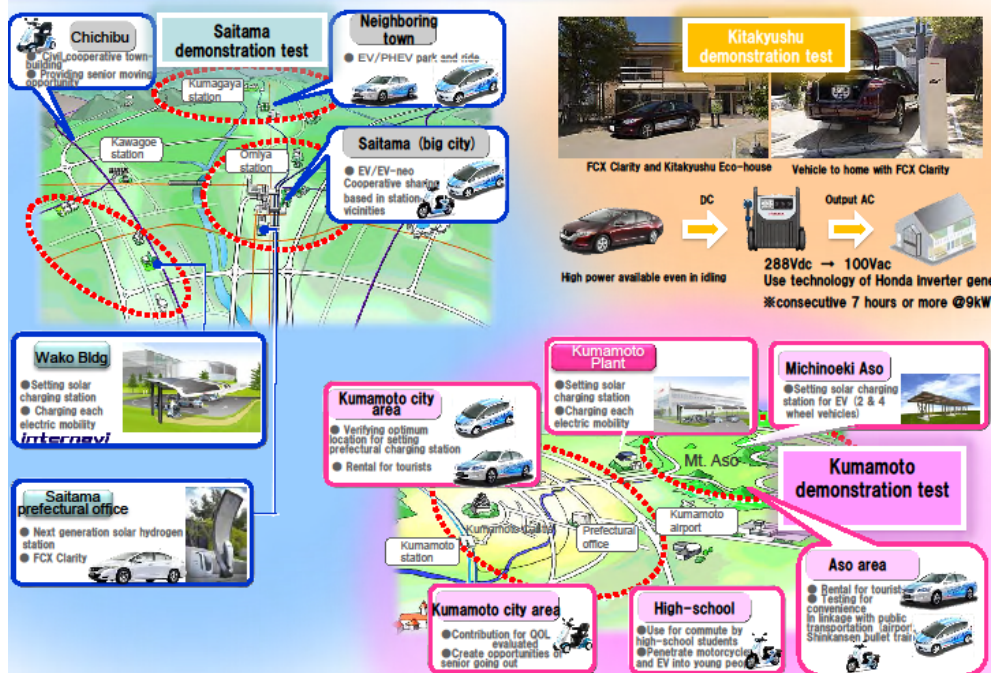 Chichibu
● Civil cooperative town-
building
● Providing senior moving
opportunity
Saitama
demonstration test
Neighboring
town
● EV/PHEV park and ride
Kumagaya
station
Kawagoe
station
Omiya
station
Saitama (big city)
● EV/EV-neo
Cooperative sharing
based in station
vicinities
Wako Bldg
●Setting solar
charging station
● Charging each
electric mobility
internavi
Saitama
prefectural office
● Next generation solar hydrogen
station
● FCX Clarity
Kitakyushu
demonstration test
FCX Clarity and Kitakyushu Eco-house
Vehicle to home with FCX Clarity
DC
Output AC
High power available even in idling
288Vdc → 100Vac
Use technology of Honda inverter gene
※consecutive 7 hours or more @9kW
Kumamoto
Plant
●Setting solar
charging station
●Charging each
electric mobility
Michinoeki Aso
●Setting solar charging
station for EV (2 & 4
wheel vehicles)
Kumamoto city
area
● Verifying optimum
location for setting
prefectural charging station
● Rental for tourists
Mt. Aso
Kumamoto
demonstration test
Kumamoto Castle
Prefectural
office
Kumamoto
airport
Kumamoto
station
Kumamoto city area
●Contribution for QOL
evaluated
●Create opportunities of
senior going out
High-school
●Use for commute by
high-school students
●Penetrate motorcycle
and EV into young peop
Aso area
● Rental for tourist
● Testing for
convenience
In linkage with public
transportation (airport,
Shinkansen bullet train